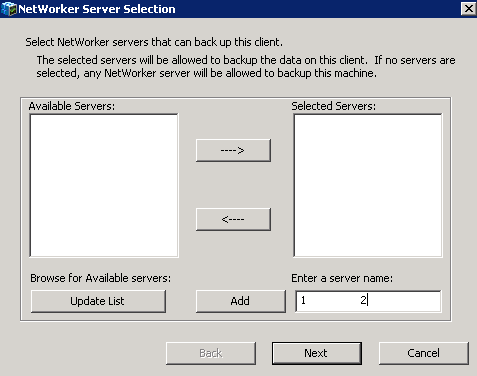 NetWorker Server Selection
Select NetWorker servers that can back up this client.
The selected servers will be allowed to backup the data on this client. If no servers are
selected, any NetWorker server will be allowed to backup this machine.
Available Servers:
Selected Servers:
---->
<----
Browse for Available servers:
Enter a server name:
Update List
Add
1 2
Back
Next
Cancel